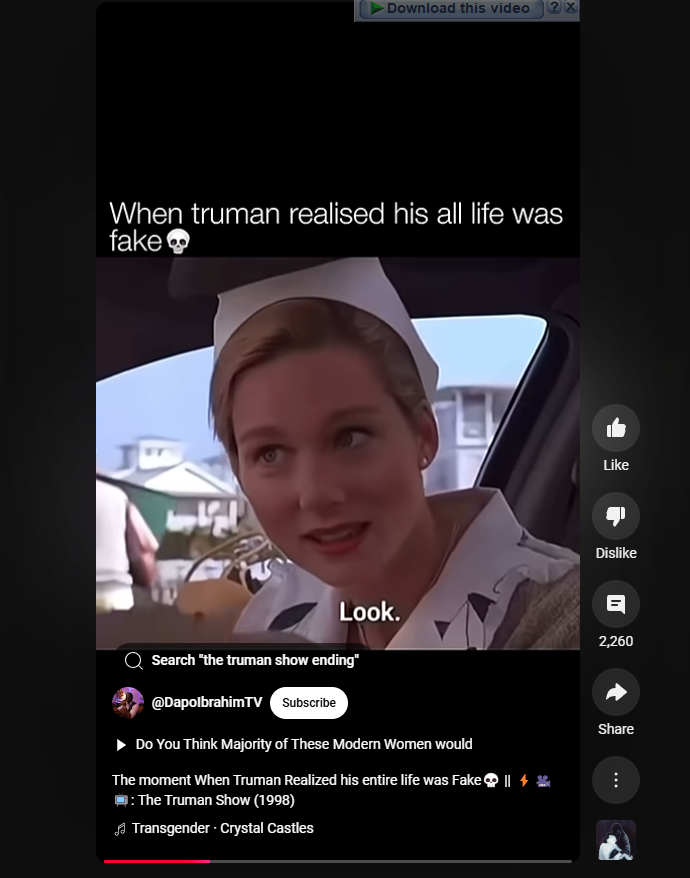 Download this video ? X
When truman realised his all life was
fake💀
Look.
Search "the truman show ending"
@DapoIbrahimTV Subscribe
Do You Think Majority of These Modern Women would
The moment When Truman Realized his entire life was Fake💀 || ⚡ 🎥
📺: The Truman Show (1998)
Transgender · Crystal Castles
Like
Dislike
2,260
Share